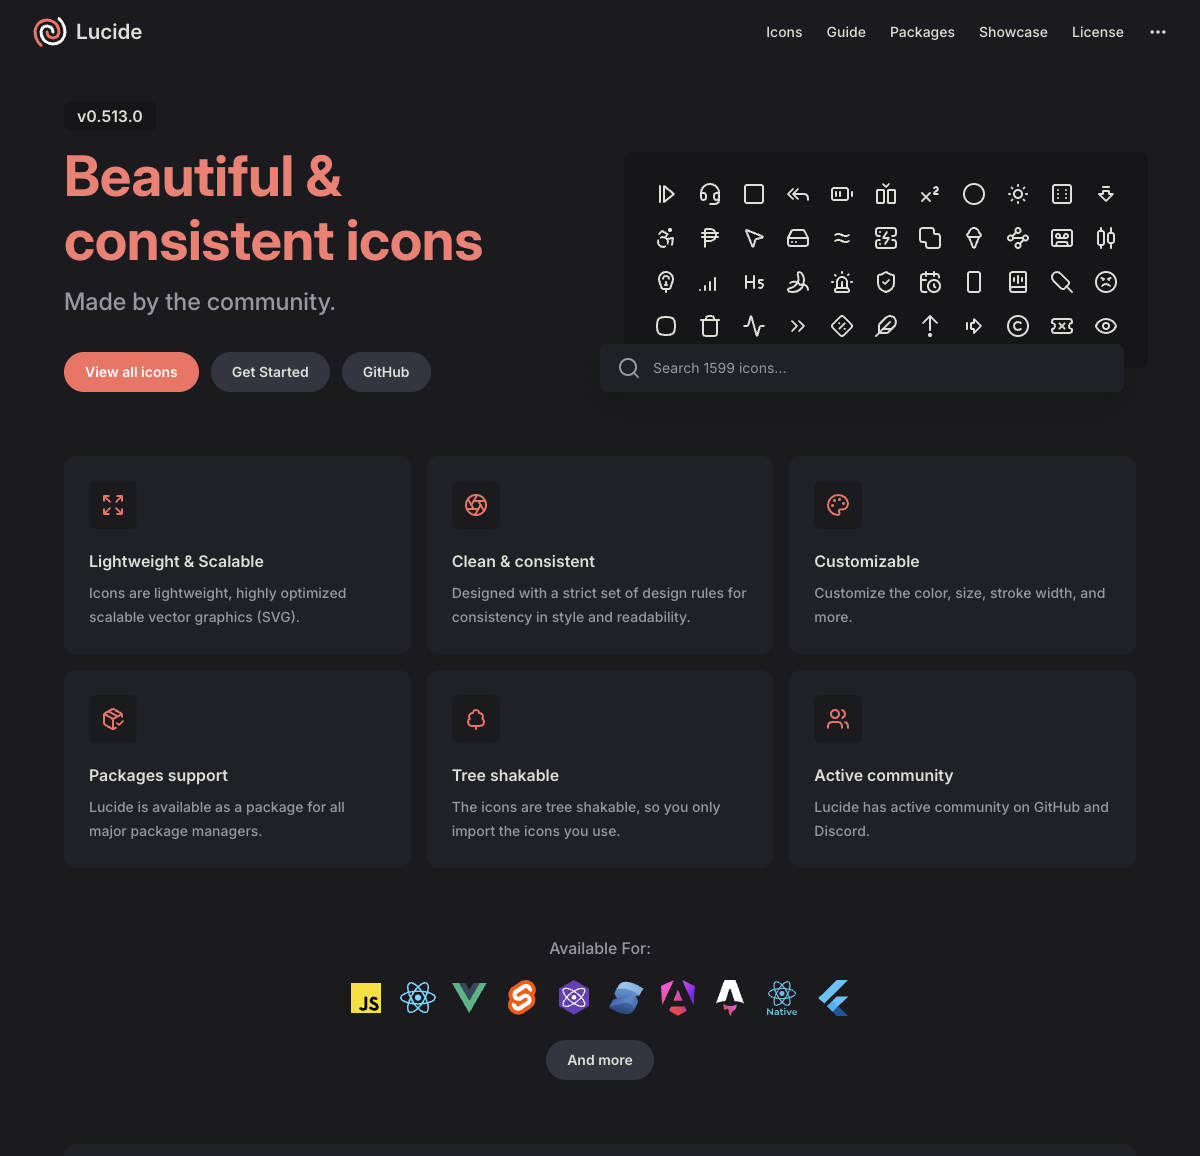 Lucide
Icons Guide Packages Showcase License
v0.513.0
Beautiful &
consistent icons
Made by the community.
View all icons Get Started GitHub
Search 1599 icons...
Lightweight & Scalable
Icons are lightweight, highly optimized
scalable vector graphics (SVG).
Clean & consistent
Designed with a strict set of design rules for
consistency in style and readability.
Customizable
Customize the color, size, stroke width, and
more.
Packages support
Lucide is available as a package for all
major package managers.
Tree shakable
The icons are tree shakable, so you only
import the icons you use.
Active community
Lucide has active community on GitHub and
Discord.
Available For:
JS
Native
And more